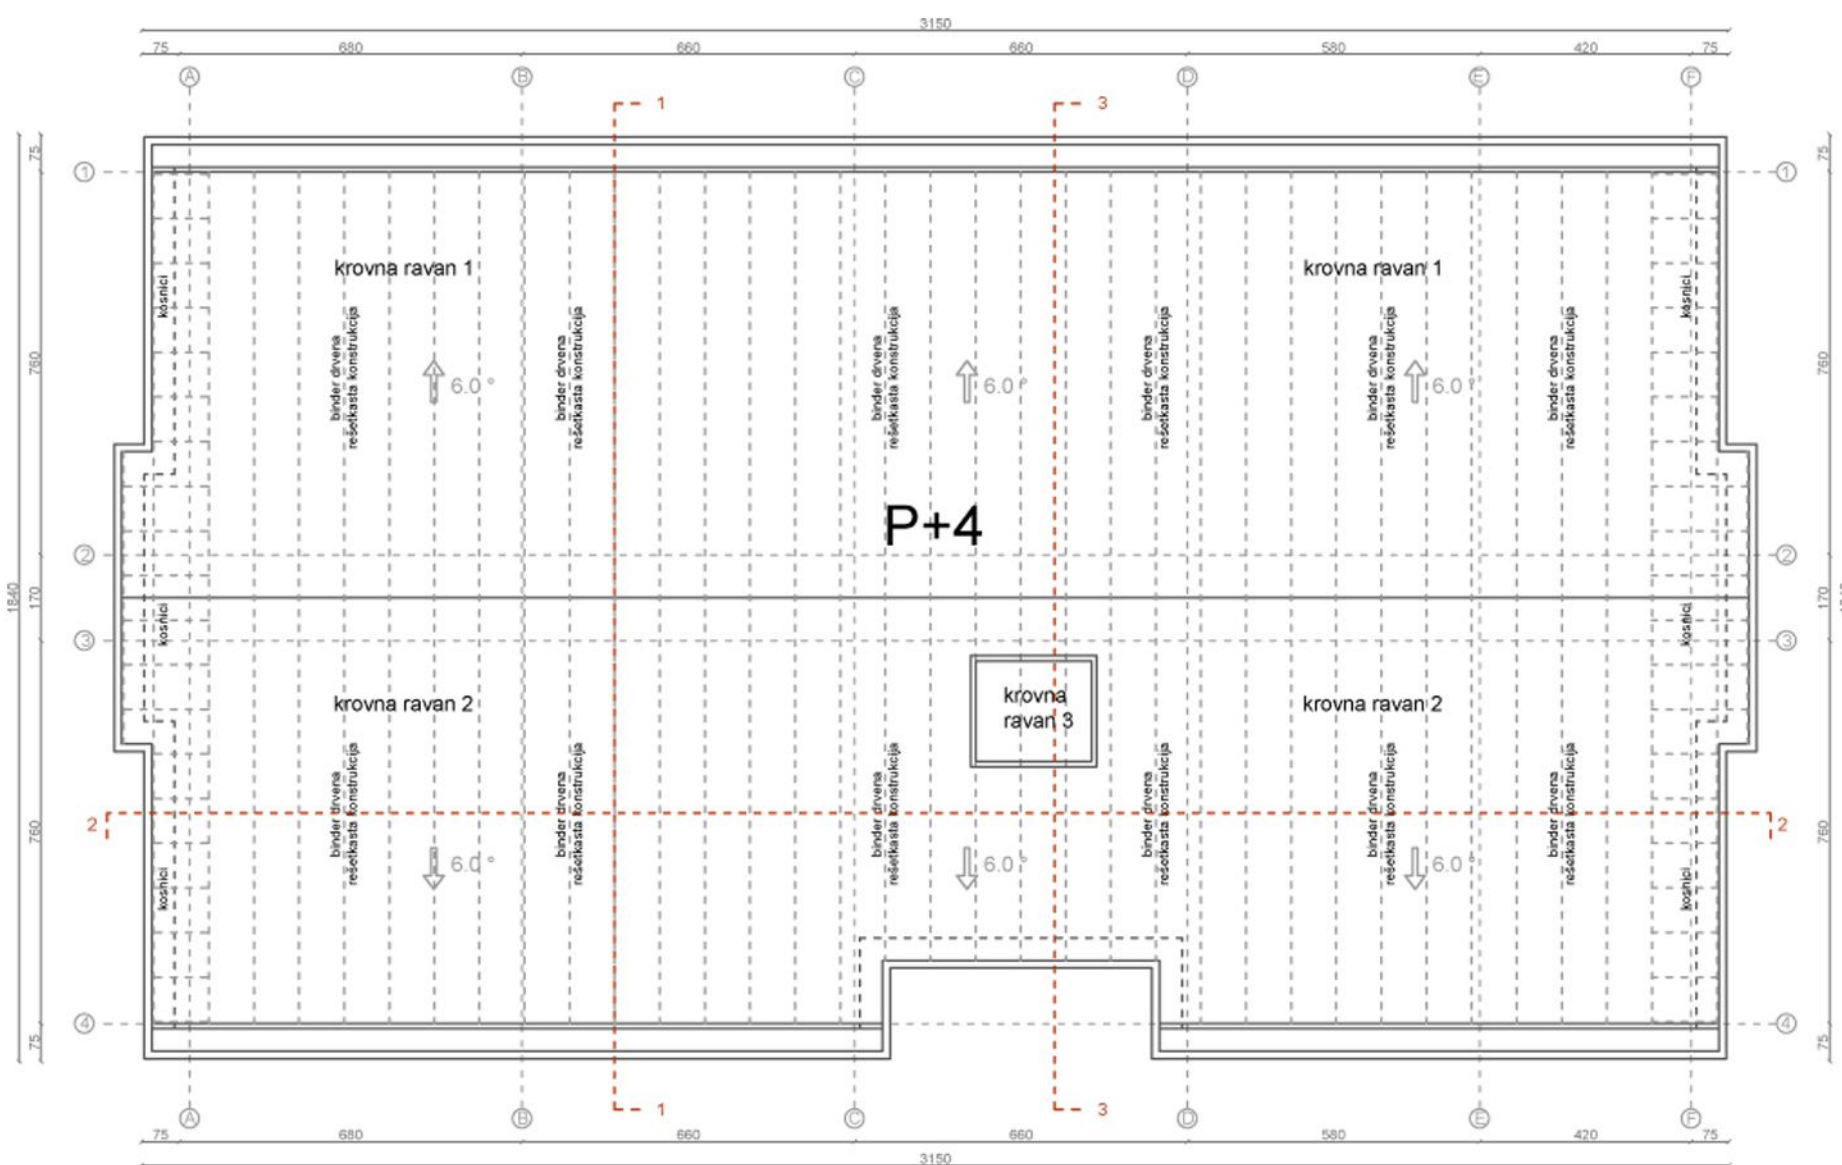 3150
75 680 660 660 580 420 75
A B C D E F
1 3
75 75
1 1
krovna ravan 1 krovna ravan 1
kosnici kosnici
binder drvena rešetkasta konstrukcija
binder drvena rešetkasta konstrukcija
binder drvena rešetkasta konstrukcija
binder drvena rešetkasta konstrukcija
binder drvena rešetkasta konstrukcija
binder drvena rešetkasta konstrukcija
760 760
6.0° 6.0° 6.0°
P+4
2 2
1840 170 170
kosnici kosnici
3 3
krovna ravan 2 krovna ravan 2
krovna
ravan 3
binder drvena rešetkasta konstrukcija
binder drvena rešetkasta konstrukcija
binder drvena rešetkasta konstrukcija
binder drvena rešetkasta konstrukcija
binder drvena rešetkasta konstrukcija
binder drvena rešetkasta konstrukcija
2 2
760 760
6.0° 6.0° 6.0°
kosnici kosnici
4 4
75 75
1 3
A B C D E F
75 680 660 660 580 420 75
3150